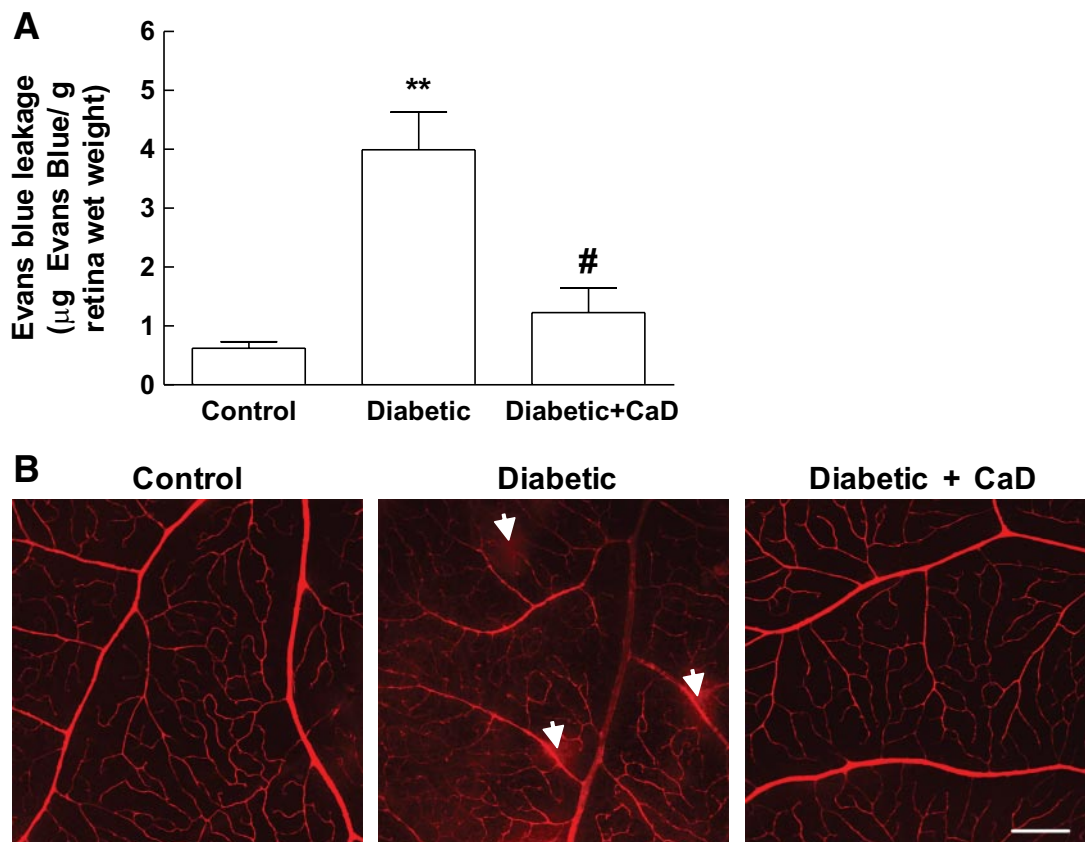 A
Evans blue leakage
(μg Evans Blue/ g
retina wet weight)
6
5
4
3
2
1
0
**
#
Control Diabetic Diabetic+CaD
B
Control Diabetic Diabetic + CaD